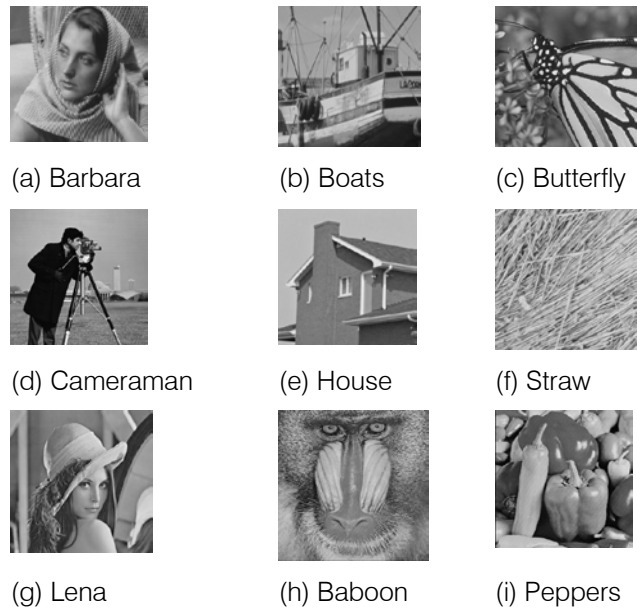 (a) Barbara
(b) Boats
(c) Butterfly
(d) Cameraman
(e) House
(f) Straw
(g) Lena
(h) Baboon
(i) Peppers